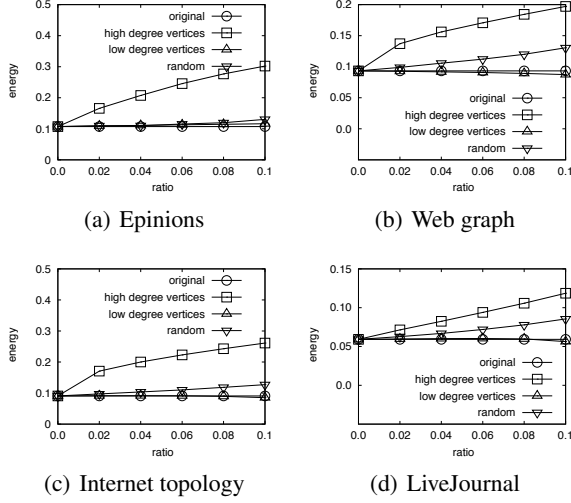 0.5
0.4
0.3
0.2
0.1
0
energy
original
high degree vertices
low degree vertices
random
0.0 0.02 0.04 0.06 0.08 0.1
ratio
(a) Epinions
0.2
0.15
0.1
0.05
0.0
energy
original
high degree vertices
low degree vertices
random
0.0 0.02 0.04 0.06 0.08 0.1
ratio
(b) Web graph
0.5
0.4
0.3
0.2
0.1
0
energy
original
high degree vertices
low degree vertices
random
0.0 0.02 0.04 0.06 0.08 0.1
ratio
(c) Internet topology
0.15
0.10
0.05
0.0
energy
original
high degree vertices
low degree vertices
random
0.0 0.02 0.04 0.06 0.08 0.1
ratio
(d) LiveJournal